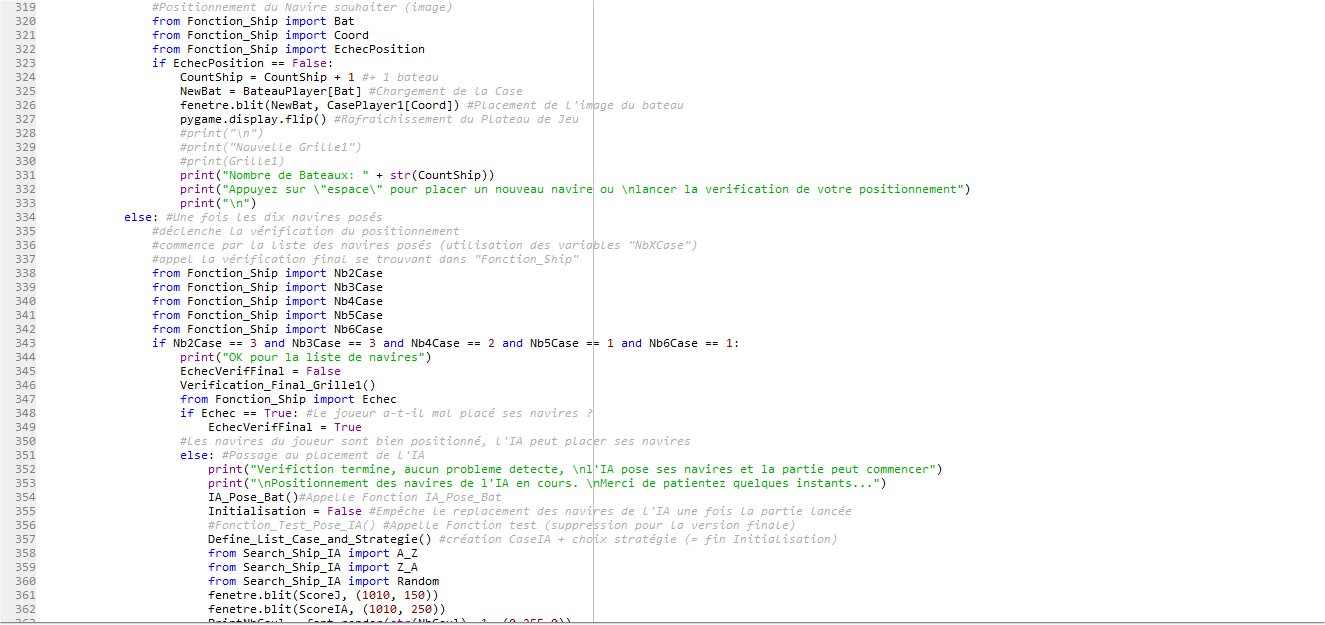 319 #Positionnement du Navire souhaiter (image)
320 from Fonction_Ship import Bat
321 from Fonction_Ship import Coord
322 from Fonction_Ship import EchecPosition
323 if EchecPosition == False:
324 CountShip = CountShip + 1 #+ 1 bateau
325 NewBat = BateauPlayer[Bat] #Chargement de la Case
326 fenetre.blit(NewBat, CasePlayer1[Coord]) #Placement de l'image du bateau
327 pygame.display.flip() #Rafraichissement du Plateau de Jeu
328 #print("\n")
329 #print("Nouvelle Grille1")
330 #print(Grille1)
331 print("Nombre de Bateaux: " + str(CountShip))
332 print("Appuyez sur \"espace\" pour placer un nouveau navire ou \nlancer la verification de votre positionnement")
333 print("\n")
334 else: #Une fois les dix navires posés
335 #déclenche la vérification du positionnement
336 #commence par la liste des navires posés (utilisation des variables "NbXCase")
337 #appel la vérification final se trouvant dans "Fonction_Ship"
338 from Fonction_Ship import Nb2Case
339 from Fonction_Ship import Nb3Case
340 from Fonction_Ship import Nb4Case
341 from Fonction_Ship import Nb5Case
342 from Fonction_Ship import Nb6Case
343 if Nb2Case == 3 and Nb3Case == 3 and Nb4Case == 2 and Nb5Case == 1 and Nb6Case == 1:
344 print("OK pour la liste de navires")
345 EchecVerifFinal = False
346 Verification_Final_Grille1()
347 from Fonction_Ship import Echec
348 if Echec == True: #Le joueur a-t-il mal placé ses navires ?
349 EchecVerifFinal = True
350 #Les navires du joueur sont bien positionné, l'IA peut placer ses navires
351 else: #Passage au placement de l'IA
352 print("Verifiction termine, aucun probleme detecte, \nl'IA pose ses navires et la partie peut commencer")
353 print("\nPositionnement des navires de l'IA en cours. \nMerci de patientez quelques instants...")
354 IA_Pose_Bat()#Appelle Fonction IA_Pose_Bat
355 Initialisation = False #Empêche le replacement des navires de l'IA une fois la partie lancée
356 #Fonction_Test_Pose_IA() #Appelle Fonction test (suppression pour la version finale)
357 Define_List_Case_and_Strategie() #création CaseIA + choix stratégie (= fin Initialisation)
358 from Search_Ship_IA import A_Z
359 from Search_Ship_IA import Z_A
360 from Search_Ship_IA import Random
361 fenetre.blit(ScoreJ, (1010, 150))
362 fenetre.blit(ScoreIA, (1010, 250))